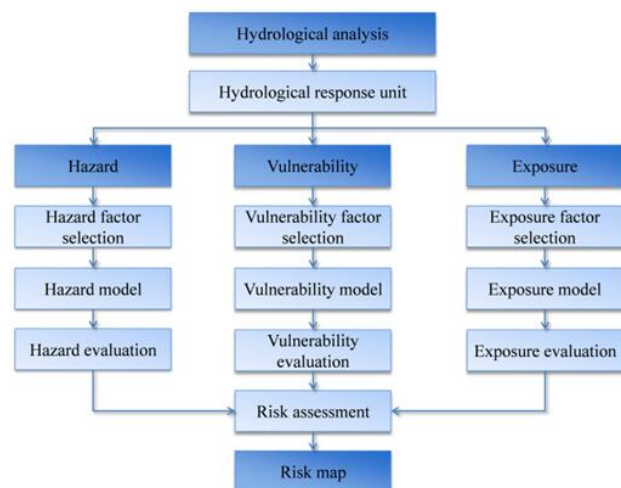 Hydrological analysis
Hydrological response unit
Hazard
Vulnerability
Exposure
Hazard factor
selection
Vulnerability factor
selection
Exposure factor
selection
Hazard model
Vulnerability model
Exposure model
Hazard evaluation
Vulnerability
evaluation
Exposure evaluation
Risk assessment
Risk map